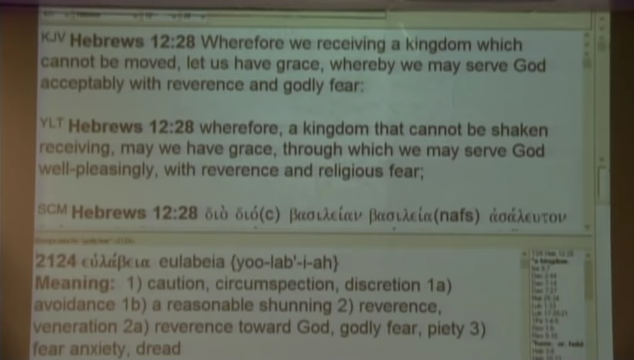 KJV Hebrews 12:28 Wherefore we receiving a kingdom which
cannot be moved, let us have grace, whereby we may serve God
acceptably with reverence and godly fear:
YLT Hebrews 12:28 wherefore, a kingdom that cannot be shaken
receiving, may we have grace, through which we may serve God
well-pleasingly, with reverence and religious fear;
SCM Hebrews 12:28 διὸ διό(c) βασιλείαν βασιλεία(nafs) ἀσάλευτον
2124 εὐλάβεια eulabeia {yoo-lab'-i-ah}
Meaning: 1) caution, circumspection, discretion 1a)
avoidance 1b) a reasonable shunning 2) reverence,
veneration 2a) reverence toward God, godly fear, piety 3)
fear anxiety, dread